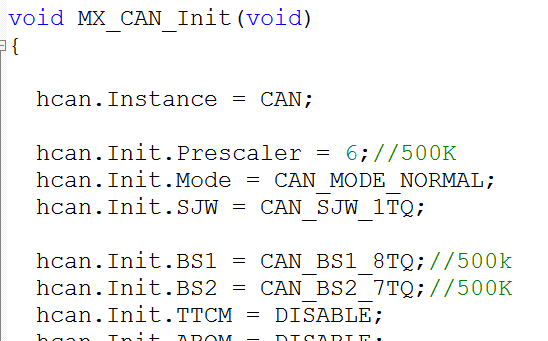 void MX_CAN_Init(void)
{
hcan.Instance = CAN;
hcan.Init.Prescaler = 6;//500K
hcan.Init.Mode = CAN_MODE_NORMAL;
hcan.Init.SJW = CAN_SJW_1TQ;
hcan.Init.BS1 = CAN_BS1_8TQ;//500k
hcan.Init.BS2 = CAN_BS2_7TQ;//500K
hcan.Init.TTCM = DISABLE;
hcan.Init.ABOM = DISABLE;